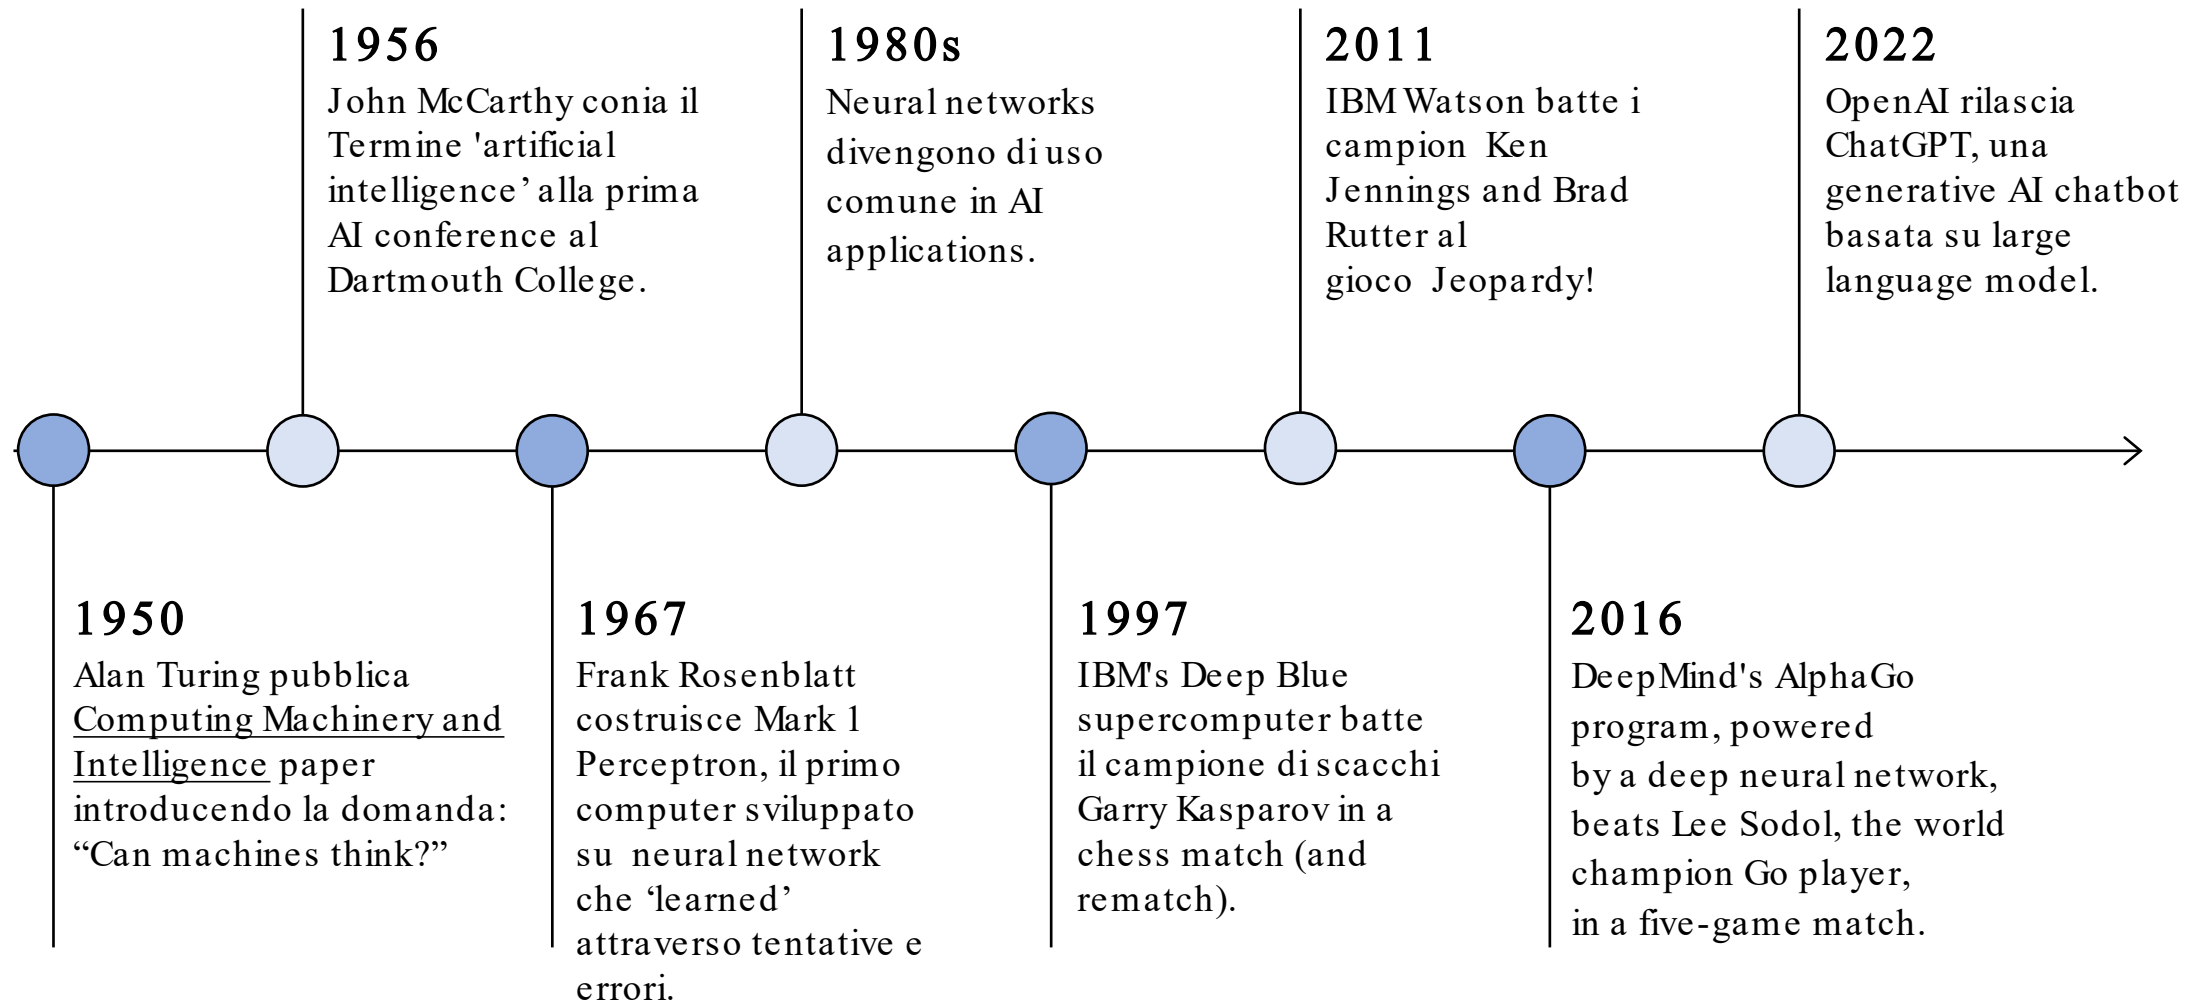 1956
John McCarthy conia il
Termine 'artificial
intelligence’ alla prima
AI conference al
Dartmouth College.
1980s
Neural networks
divengono di uso
comune in AI
applications.
2011
IBM Watson batte i
campion Ken
Jennings and Brad
Rutter al
gioco Jeopardy!
2022
OpenAI rilascia
ChatGPT, una
generative AI chatbot
basata su large
language model.
1950
Alan Turing pubblica
Computing Machinery and
Intelligence paper
introducendo la domanda:
“Can machines think?”
1967
Frank Rosenblatt
costruisce Mark 1
Perceptron, il primo
computer sviluppato
su neural network
che ‘learned’
attraverso tentative e
errori.
1997
IBM's Deep Blue
supercomputer batte
il campione di scacchi
Garry Kasparov in a
chess match (and
rematch).
2016
DeepMind's AlphaGo
program, powered
by a deep neural network,
beats Lee Sodol, the world
champion Go player,
in a five-game match.